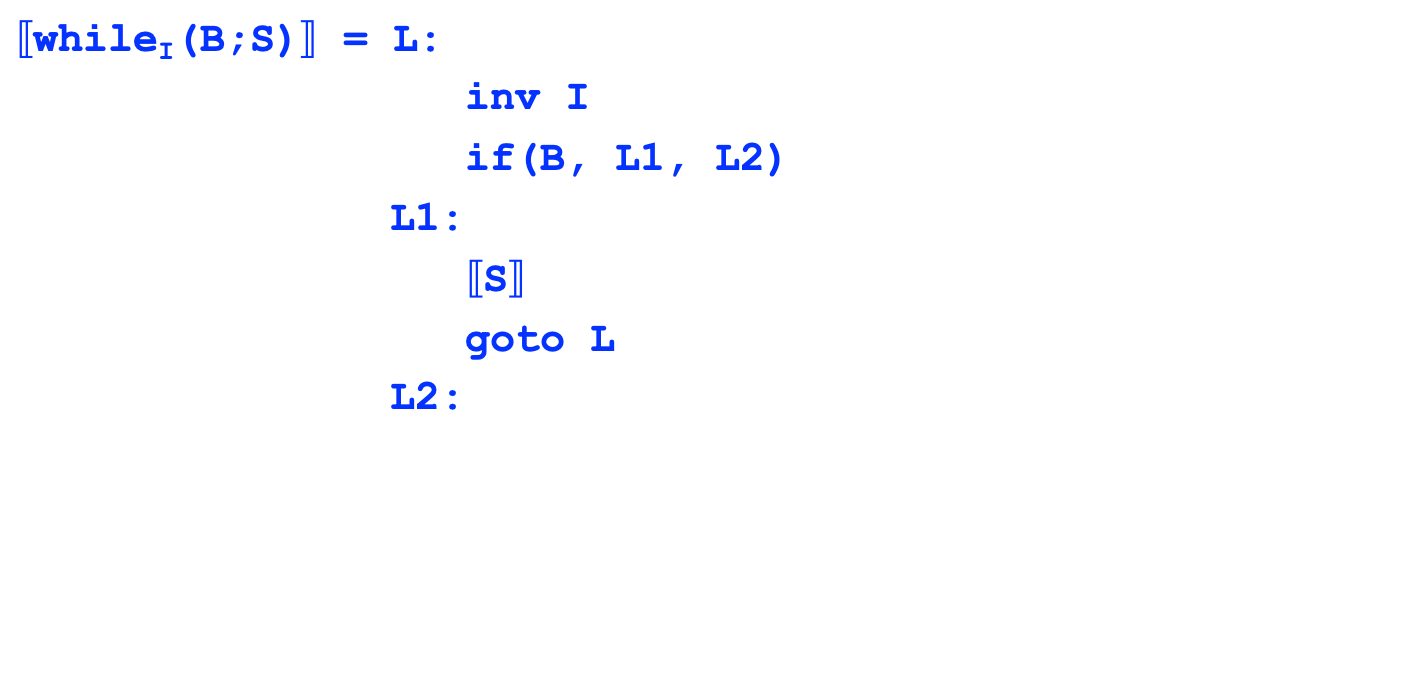 ⟦while_I(B;S)⟧ = L:
inv I
if(B, L1, L2)
L1:
⟦S⟧
goto L
L2: